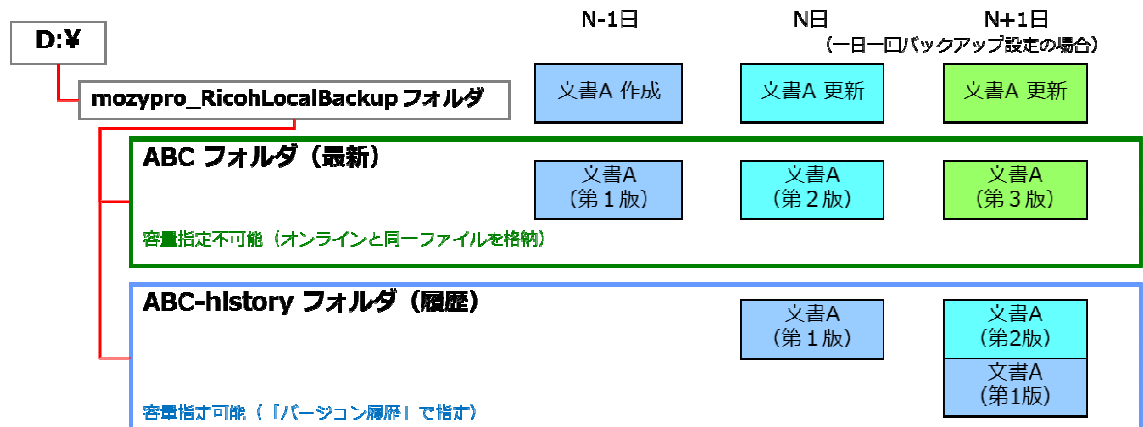 N-1日
N日
N+1日
(一日一回バックアップ設定の場合)
D:¥
mozypro_RicohLocalBackup フォルダ
文書A 作成
文書A 更新
文書A 更新
ABC フォルダ（最新）
文書A
（第１版）
文書A
（第２版）
文書A
（第３版）
容量指定不可能（オンラインと同一ファイルを格納）
ABC-history フォルダ（履歴）
文書A
（第１版）
文書A
（第2版）
文書A
（第1版）
容量指定可能（「バージョン履歴」で指定）